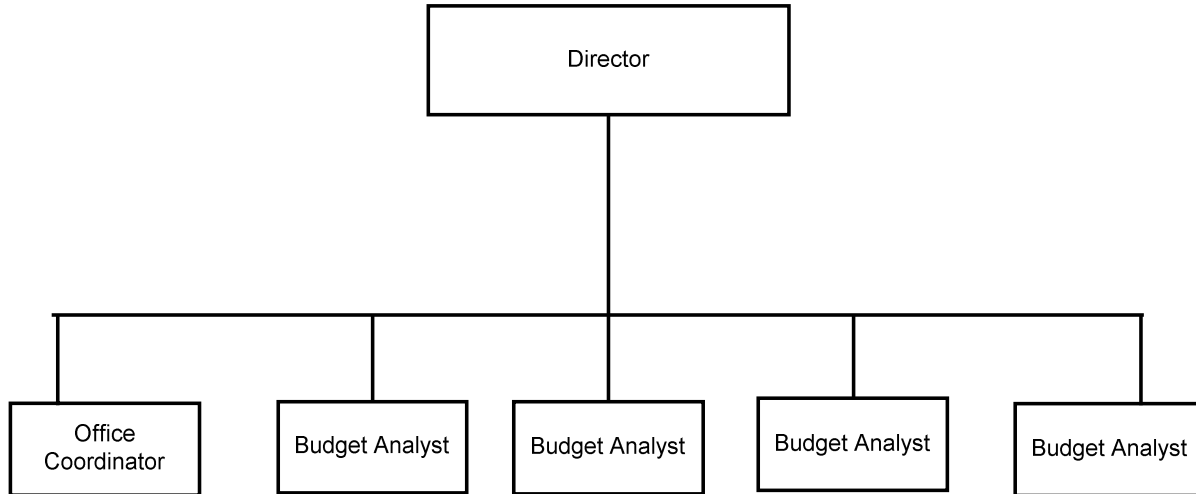 Director
Office
Coordinator
Budget Analyst
Budget Analyst
Budget Analyst
Budget Analyst